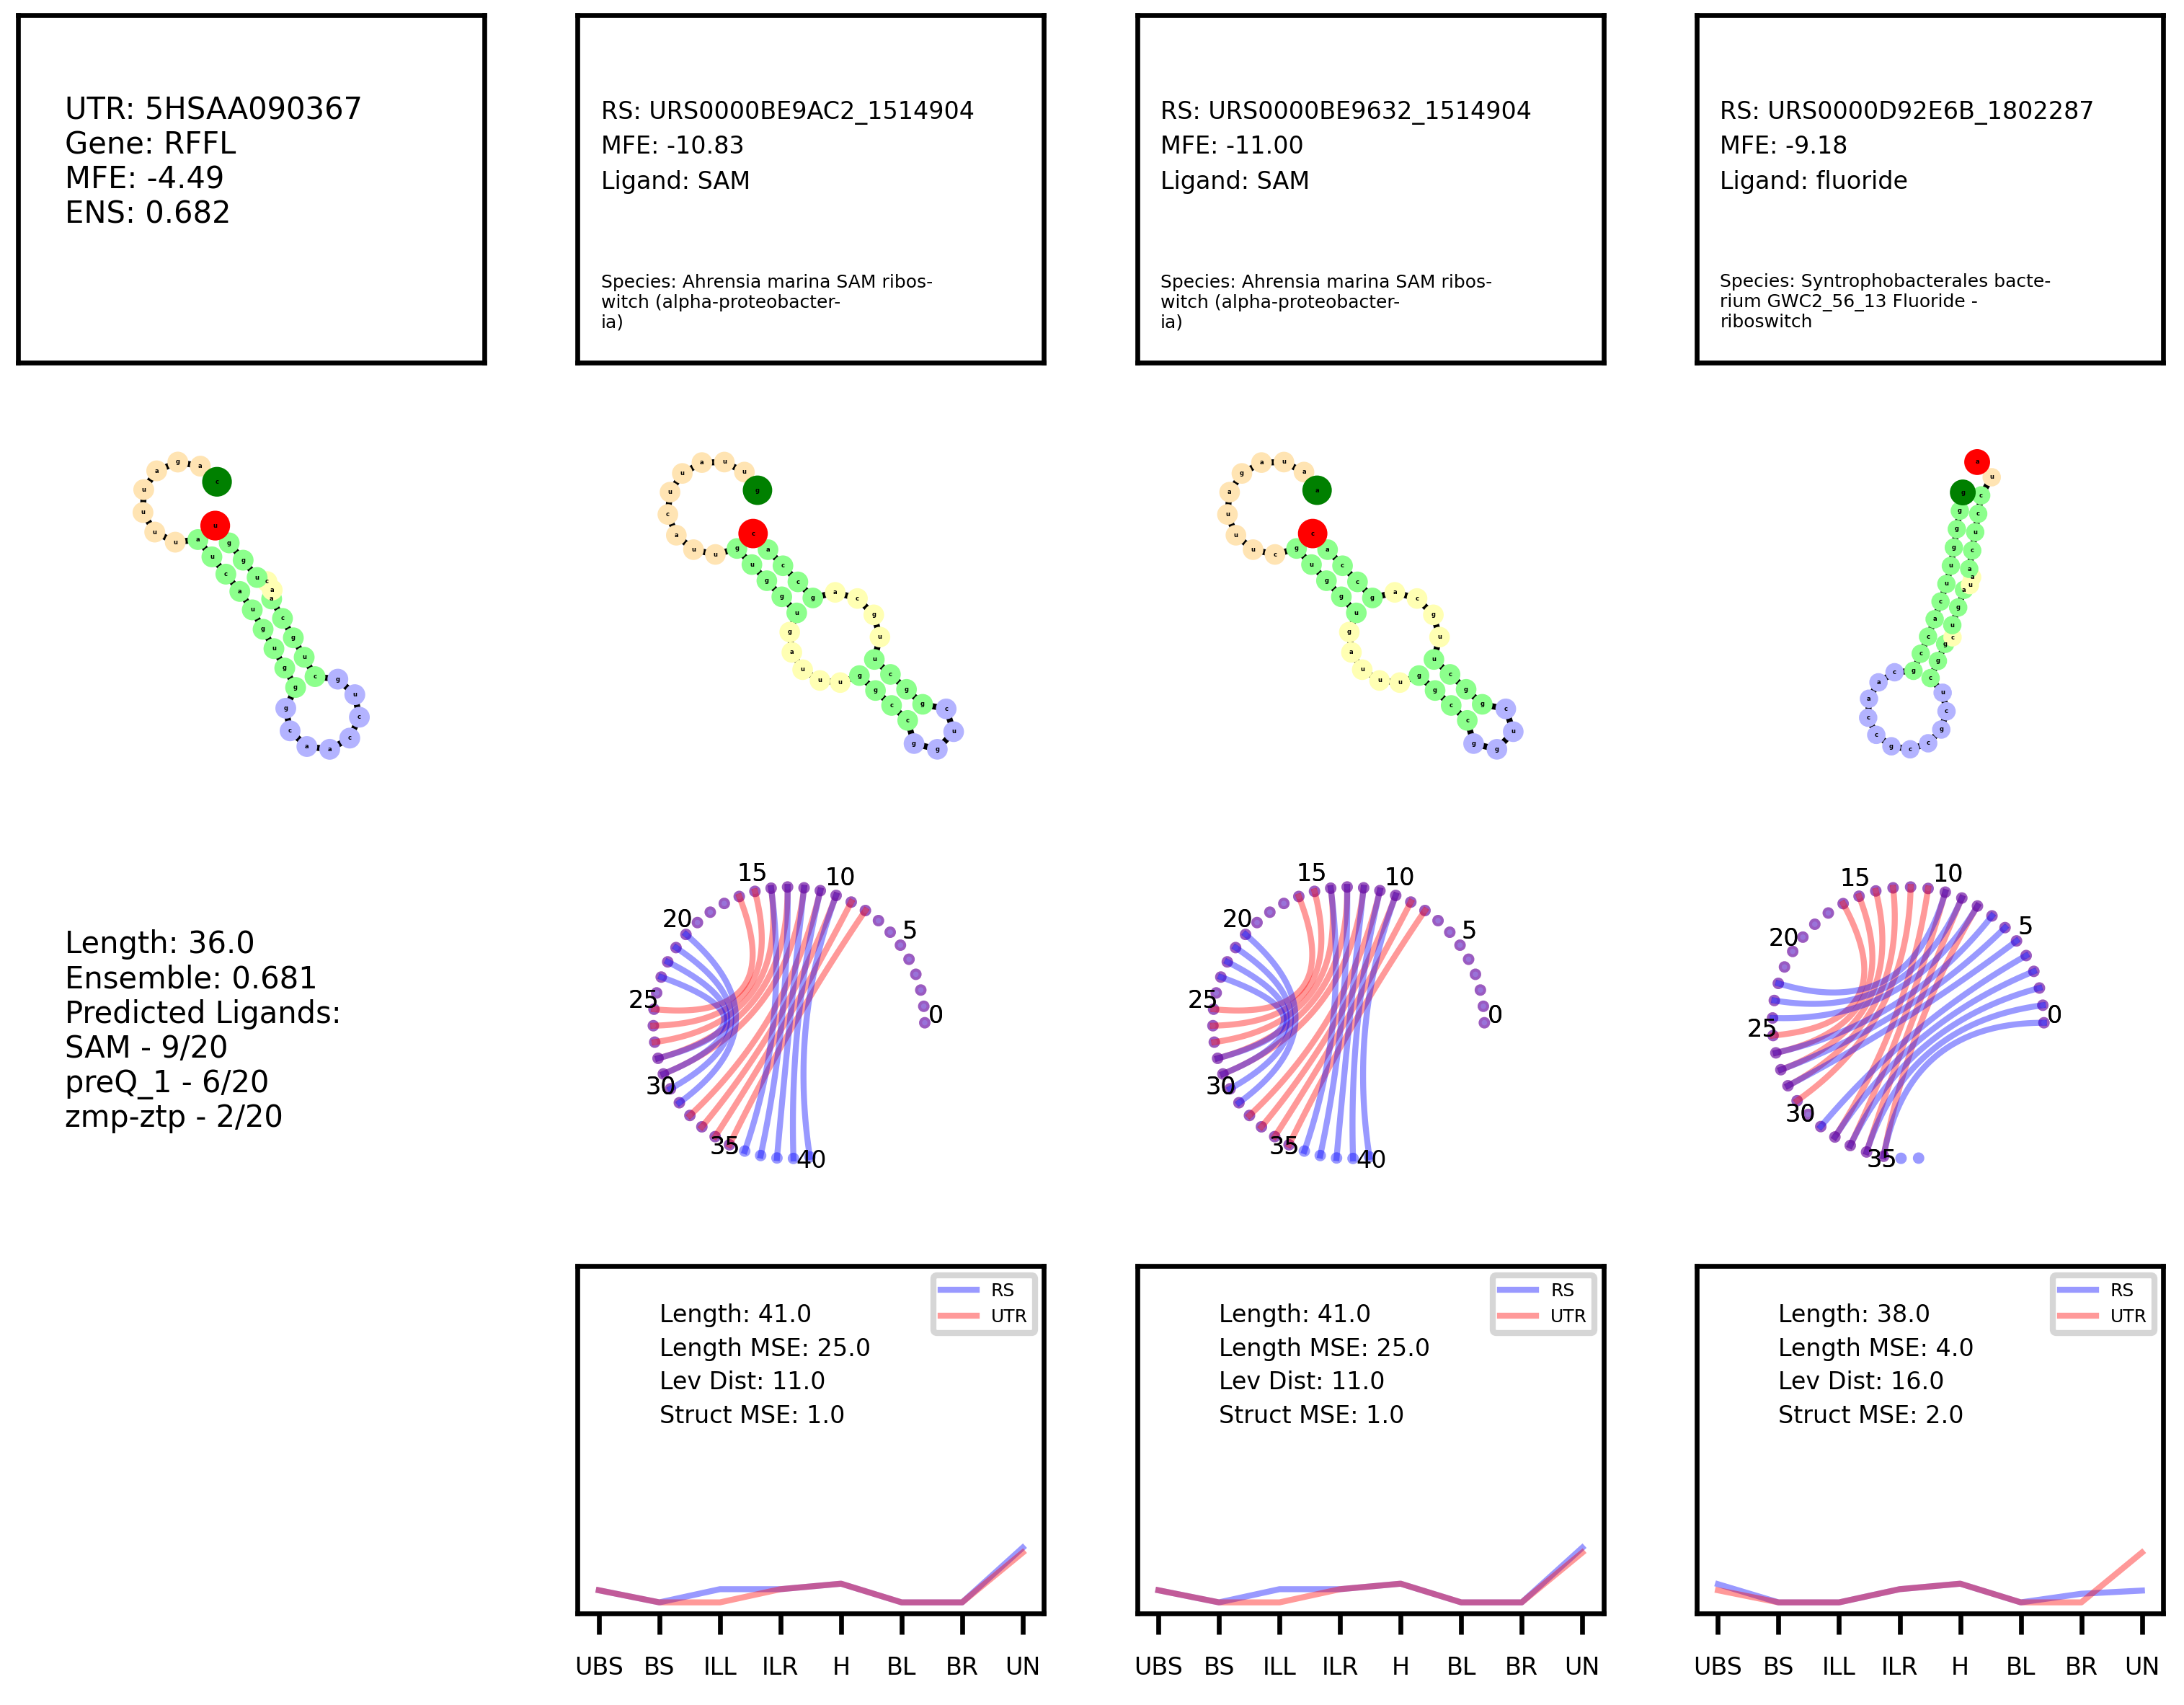 UTR: 5HSAA090367
Gene: RFFL
MFE: -4.49
ENS: 0.682
RS: URS0000BE9AC2_1514904
MFE: -10.83
Ligand: SAM
Species: Ahrensia marina SAM ribos-
witch (alpha-proteobacter-
ia)
RS: URS0000BE9632_1514904
MFE: -11.00
Ligand: SAM
Species: Ahrensia marina SAM ribos-
witch (alpha-proteobacter-
ia)
RS: URS0000D92E6B_1802287
MFE: -9.18
Ligand: fluoride
Species: Syntrophobacterales bacte-
rium GWC2_56_13 Fluoride -
riboswitch
Length: 36.0
Ensemble: 0.681
Predicted Ligands:
SAM - 9/20
preQ_1 - 6/20
zmp-ztp - 2/20
0
5
10
15
20
25
30
35
40
0
5
10
15
20
25
30
35
40
0
5
10
15
20
25
30
35
RS
UTR
Length: 41.0
Length MSE: 25.0
Lev Dist: 11.0
Struct MSE: 1.0
UBS BS ILL ILR H BL BR UN
RS
UTR
Length: 41.0
Length MSE: 25.0
Lev Dist: 11.0
Struct MSE: 1.0
UBS BS ILL ILR H BL BR UN
RS
UTR
Length: 38.0
Length MSE: 4.0
Lev Dist: 16.0
Struct MSE: 2.0
UBS BS ILL ILR H BL BR UN